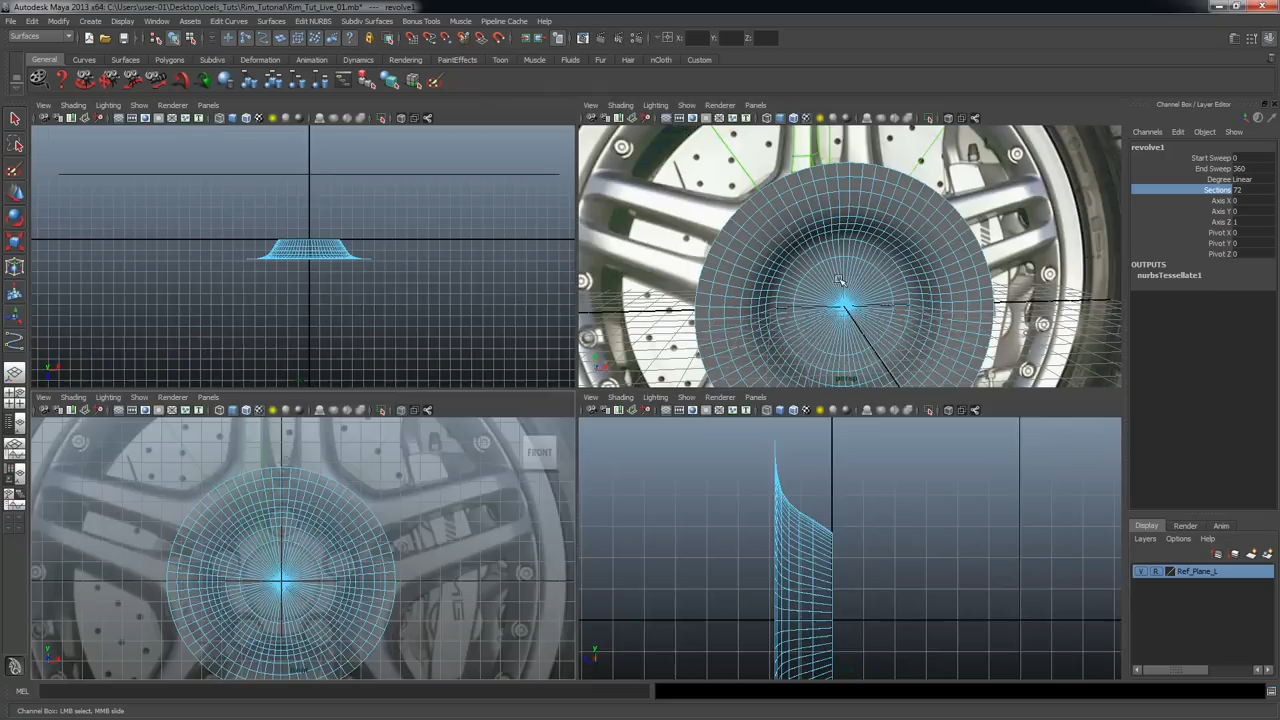 Autodesk Maya 2013 x64: C:\Users\user-01\Desktop\Joels_Tuts\Rim_Tutorial\Rim_Tut_Live_01.mb* --- revolve1
File Edit Modify Create Display Window Assets Edit Curves Surfaces Edit NURBS Subdiv Surfaces Bonus Tools Muscle Pipeline Cache Help
Surfaces X: Y: Z:
General Curves Surfaces Polygons Subdivs Deformation Animation Dynamics Rendering PaintEffects Toon Muscle Fluids Fur Hair nCloth Custom
View Shading Lighting Show Renderer Panels
View Shading Lighting Show Renderer Panels
Channel Box / Layer Editor
Channels Edit Object Show
revolve1
Start Sweep 0
End Sweep 360
Degree Linear
Sections 72
Axis X 0
Axis Y 0
Axis Z 1
Pivot X 0
Pivot Y 0
Pivot Z 0
OUTPUTS
nurbsTessellate1
persp
View Shading Lighting Show Renderer Panels
View Shading Lighting Show Renderer Panels
FRONT
Display Render Anim
Layers Options Help
V R Ref_Plane_L
MEL
Channel Box: LMB select, MMB slide